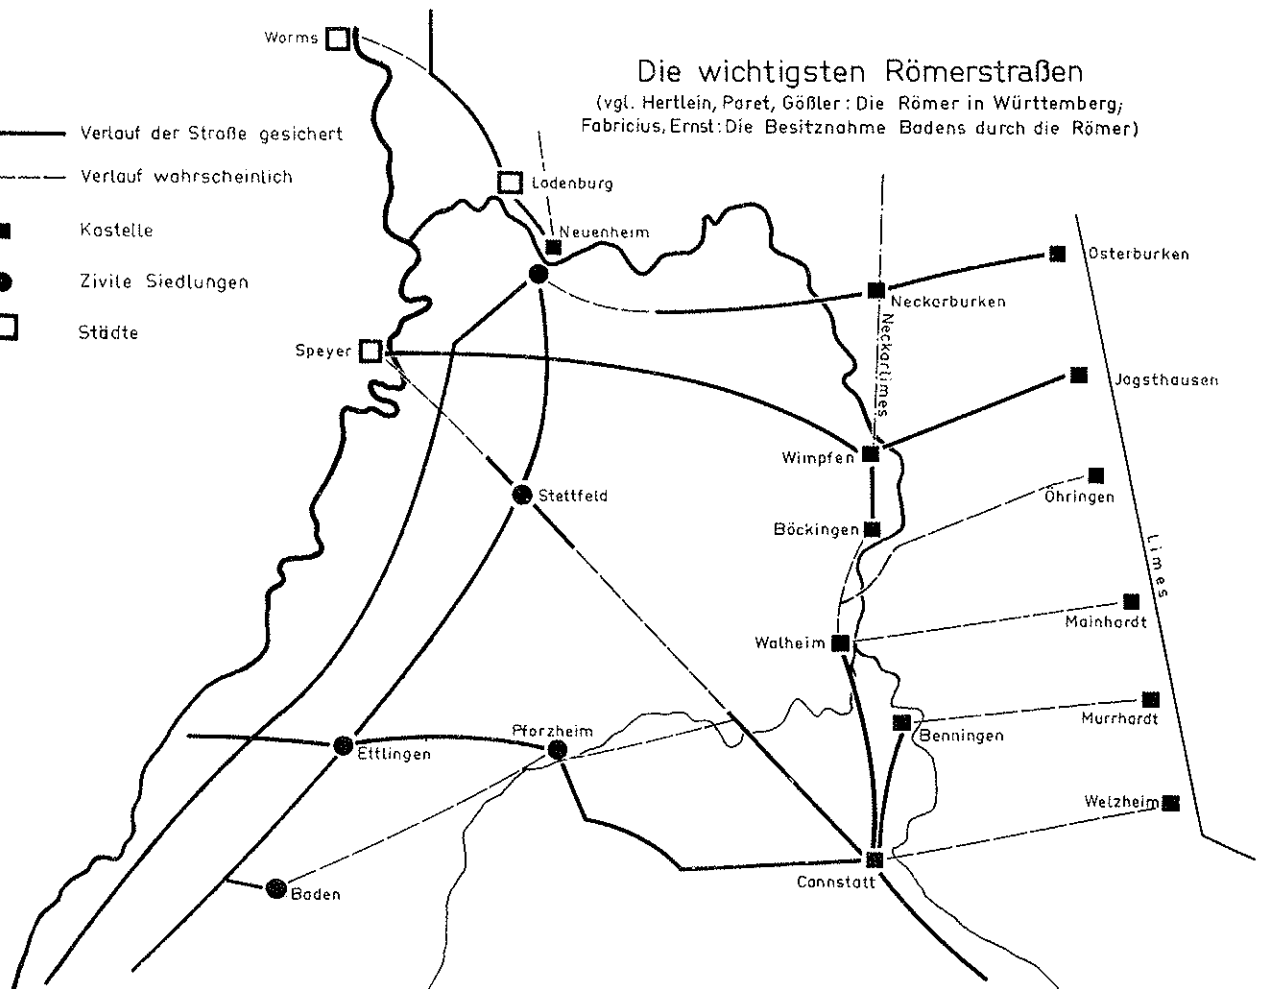 Worms
Die wichtigsten Römerstraßen
(vgl. Hertlein, Paret, Gößler: Die Römer in Württemberg;
Fabricius, Ernst: Die Besitznahme Badens durch die Römer)
Verlauf der Straße gesichert
Verlauf wahrscheinlich
Kastelle
Zivile Siedlungen
Städte
Ladenburg
Neuenheim
Osterburken
Neckarburken
Neckarlimes
Speyer
Jagsthausen
Wimpfen
Stettfeld
Öhringen
Böckingen
Limes
Mainhardt
Walheim
Murrhardt
Pforzheim
Benningen
Ettlingen
Welzheim
Cannstatt
Baden